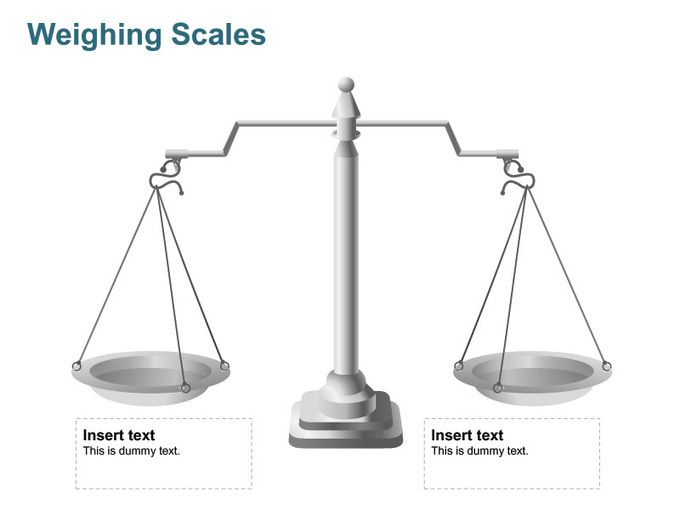 Weighing Scales
Insert text
This is dummy text.
Insert text
This is dummy text.